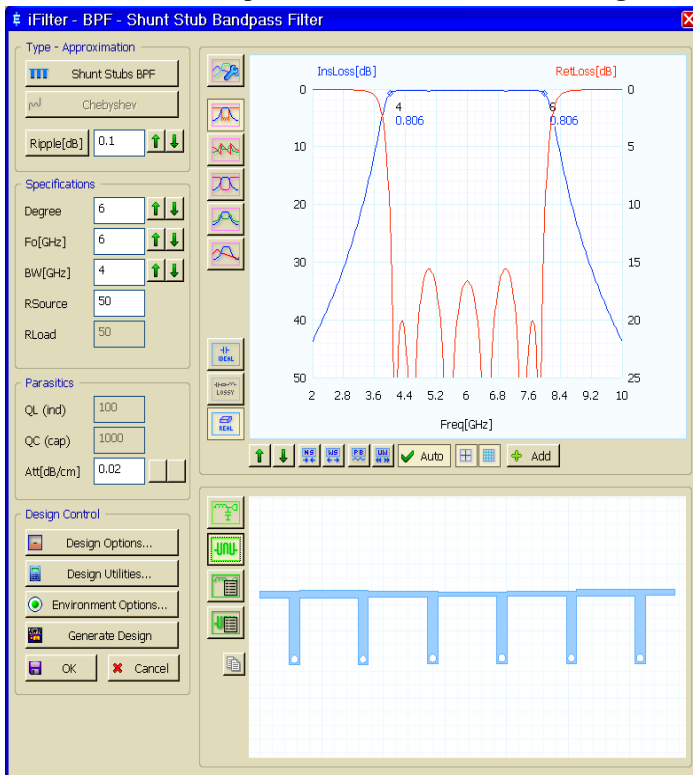 iFilter - BPF - Shunt Stub Bandpass Filter
Type - Approximation
Shunt Stubs BPF
Chebyshev
Ripple[dB] 0.1
Specifications
Degree 6
Fo[GHz] 6
BW[GHz] 4
RSource 50
RLoad 50
Parasitics
QL (ind) 100
QC (cap) 1000
Att[dB/cm] 0.02
Design Control
Design Options...
Design Utilities...
Environment Options...
Generate Design
OK Cancel
IDEAL
LOSSY
REAL
InsLoss[dB] RetLoss[dB]
0 0
4 6
0.806 0.806
10 5
20 10
30 15
40 20
50 25
2 2.8 3.6 4.4 5.2 6 6.8 7.6 8.4 9.2 10
Freq[GHz]
NS WS PB UW Auto Add